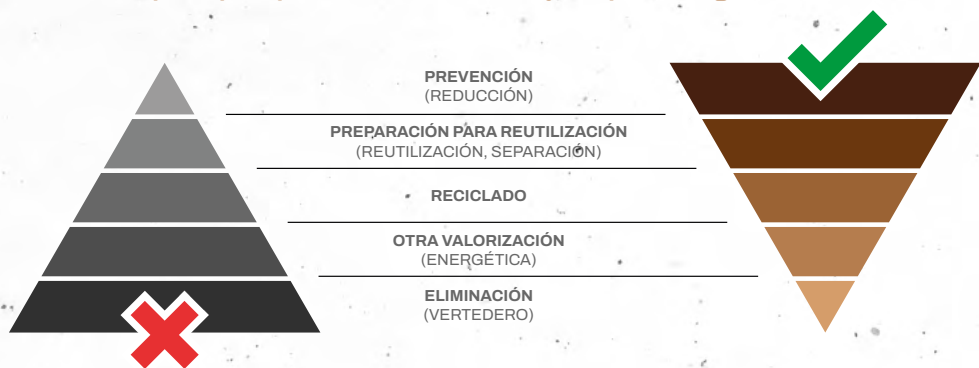 PREVENCIÓN
(REDUCCIÓN)
PREPARACIÓN PARA REUTILIZACIÓN
(REUTILIZACIÓN, SEPARACIÓN)
RECICLADO
OTRA VALORIZACIÓN
(ENERGÉTICA)
ELIMINACIÓN
(VERTEDERO)